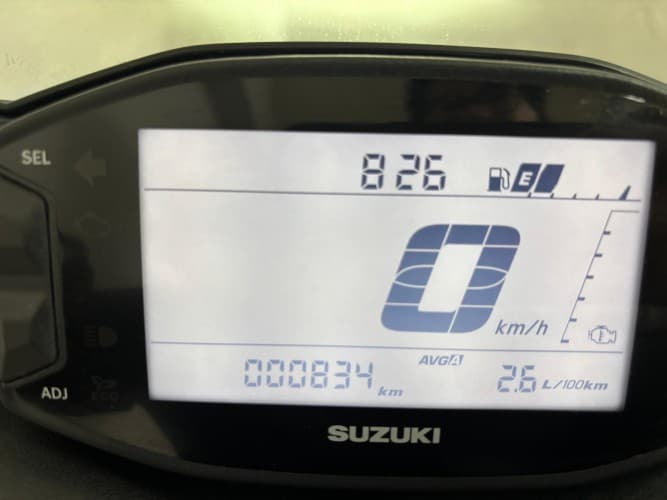 SEL
826 E
0 km/h
AVG A
000834 km 2.6 L/100km
ADJ
SUZUKI